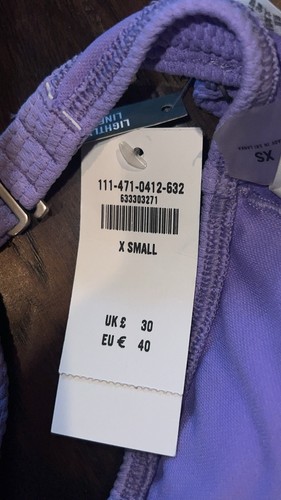 LIGHTLY
LINED
111-471-0412-632
633303271
X SMALL
UK £ 30
EU € 40
XS